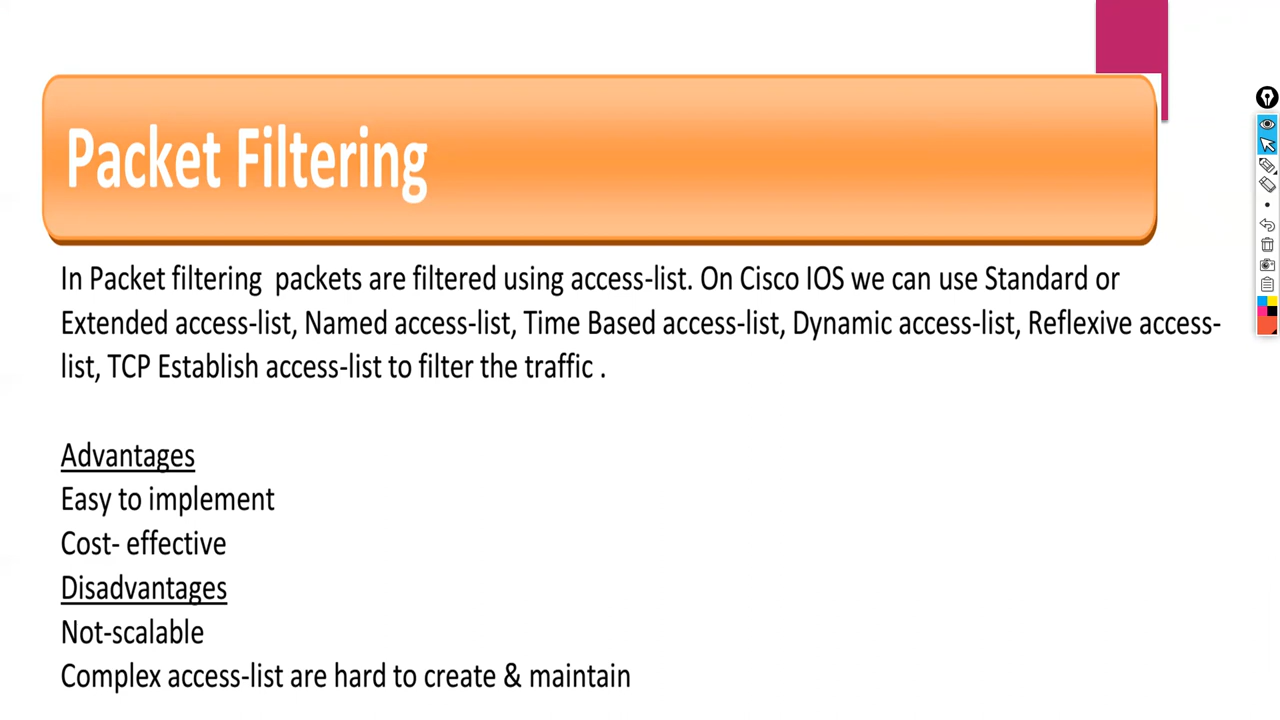 Packet Filtering
In Packet filtering  packets are filtered using access-list. On Cisco IOS we can use Standard or
Extended access-list, Named access-list, Time Based access-list, Dynamic access-list, Reflexive access-
list, TCP Establish access-list to filter the traffic .
Advantages
Easy to implement
Cost- effective
Disadvantages
Not-scalable
Complex access-list are hard to create & maintain